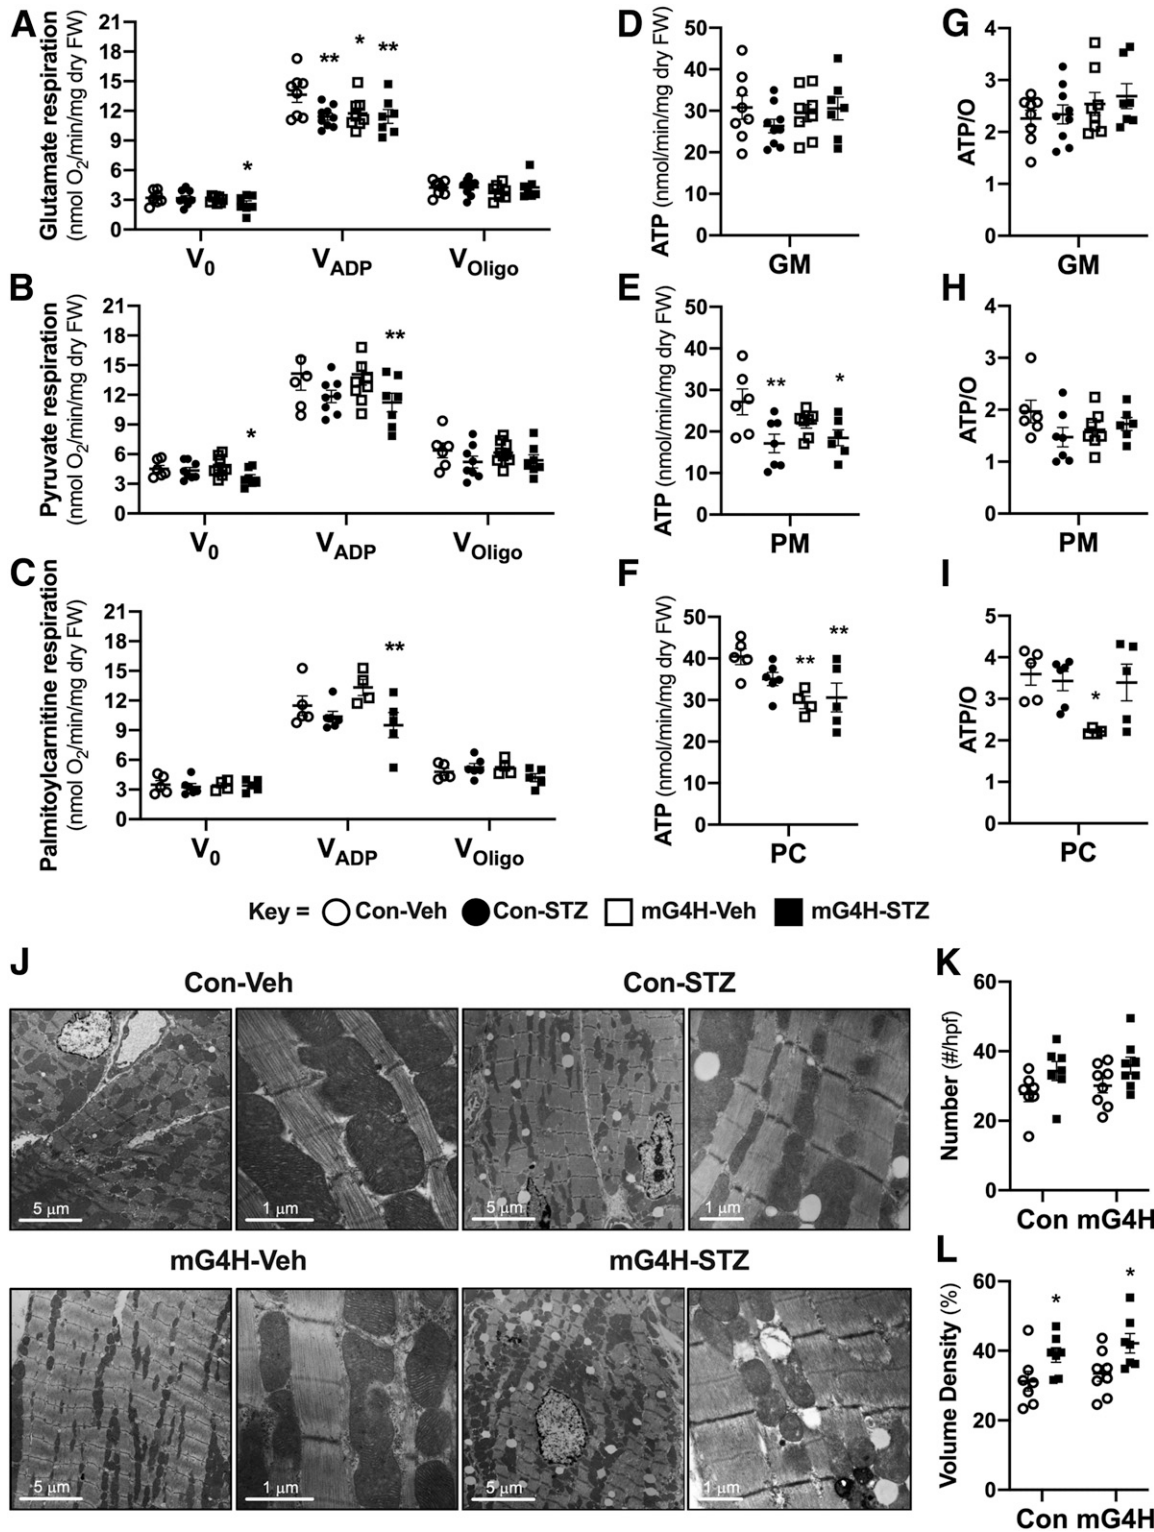 A
Glutamate respiration
(nmol O2/min/mg dry FW)
21
18
15
12
9
6
3
0
*
**
*
**
V0
VADP
VOligo
D
ATP (nmol/min/mg dry FW)
50
40
30
20
10
0
GM
G
ATP/O
4
3
2
1
0
GM
B
Pyruvate respiration
(nmol O2/min/mg dry FW)
21
18
15
12
9
6
3
0
*
**
V0
VADP
VOligo
E
ATP (nmol/min/mg dry FW)
50
40
30
20
10
0
**
*
PM
H
ATP/O
4
3
2
1
0
PM
C
Palmitoylcarnitine respiration
(nmol O2/min/mg dry FW)
21
18
15
12
9
6
3
0
**
V0
VADP
VOligo
F
ATP (nmol/min/mg dry FW)
50
40
30
20
10
0
**
**
PC
I
ATP/O
5
4
3
2
1
0
*
PC
Key = Con-Veh Con-STZ mG4H-Veh mG4H-STZ
J
Con-Veh
Con-STZ
5 µm
1 µm
5 µm
1 µm
mG4H-Veh
mG4H-STZ
5 µm
1 µm
5 µm
1 µm
K
Number (#/hpf)
60
40
20
0
Con mG4H
L
Volume Density (%)
60
40
20
0
*
*
Con mG4H